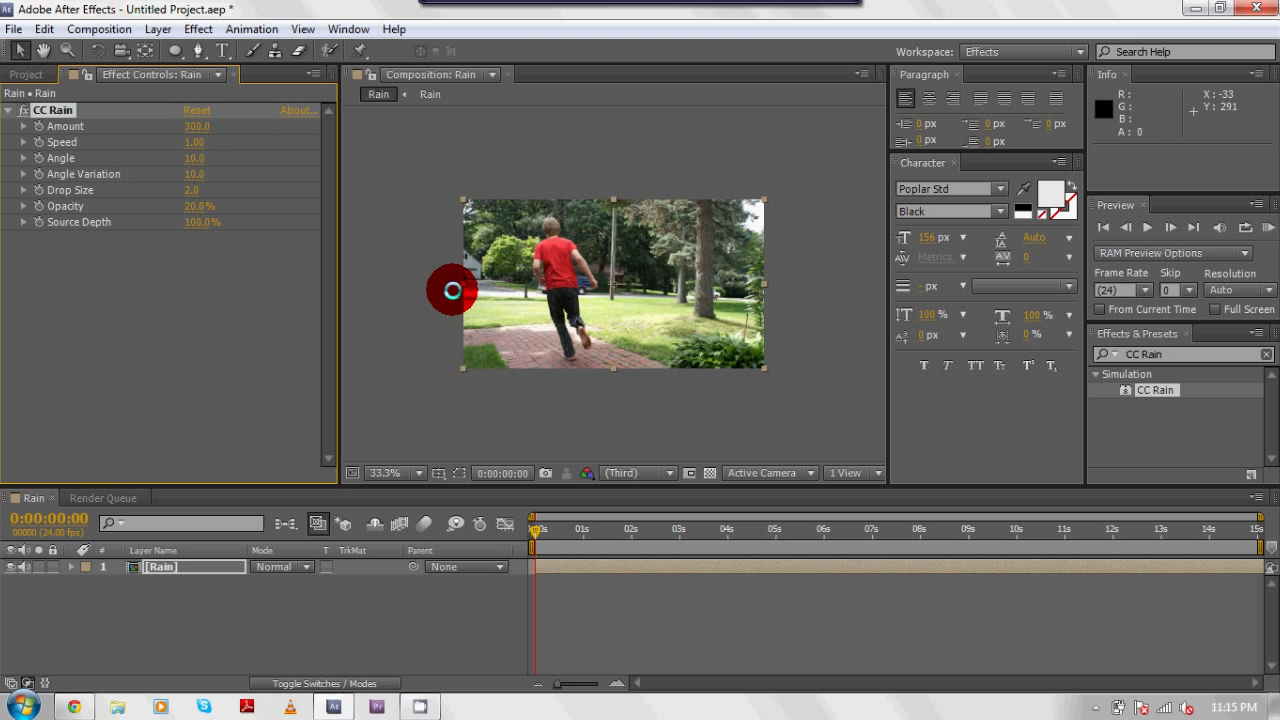 Adobe After Effects - Untitled Project.aep *
File Edit Composition Layer Effect Animation View Window Help
Workspace: Effects Search Help
Project Effect Controls: Rain
Rain • Rain
CC Rain Reset About...
Amount 300.0
Speed 1.00
Angle 10.0
Angle Variation 10.0
Drop Size 2.0
Opacity 20.0%
Source Depth 100.0%
Composition: Rain
Rain Rain
33.3% 0:00:00:00 (Third) Active Camera 1 View
Paragraph
0 px 0 px 0 px
0 px 0 px
Character
Poplar Std
Black
156 px Auto
Metrics 0
- px
100 % 100 %
0 px 0 %
T T TT Tt T¹ T₁
Info
R : X : -33
G : Y : 291
B :
A : 0
Preview
RAM Preview Options
Frame Rate Skip Resolution
(24) 0 Auto
From Current Time Full Screen
Effects & Presets
CC Rain
Simulation
CC Rain
Rain Render Queue
0:00:00:00
00000 (24.00 fps)
# Layer Name Mode T TrkMat Parent
1 [Rain] Normal None
00s 01s 02s 03s 04s 05s 06s 07s 08s 09s 10s 11s 12s 13s 14s 15s
Toggle Switches / Modes
11:15 PM